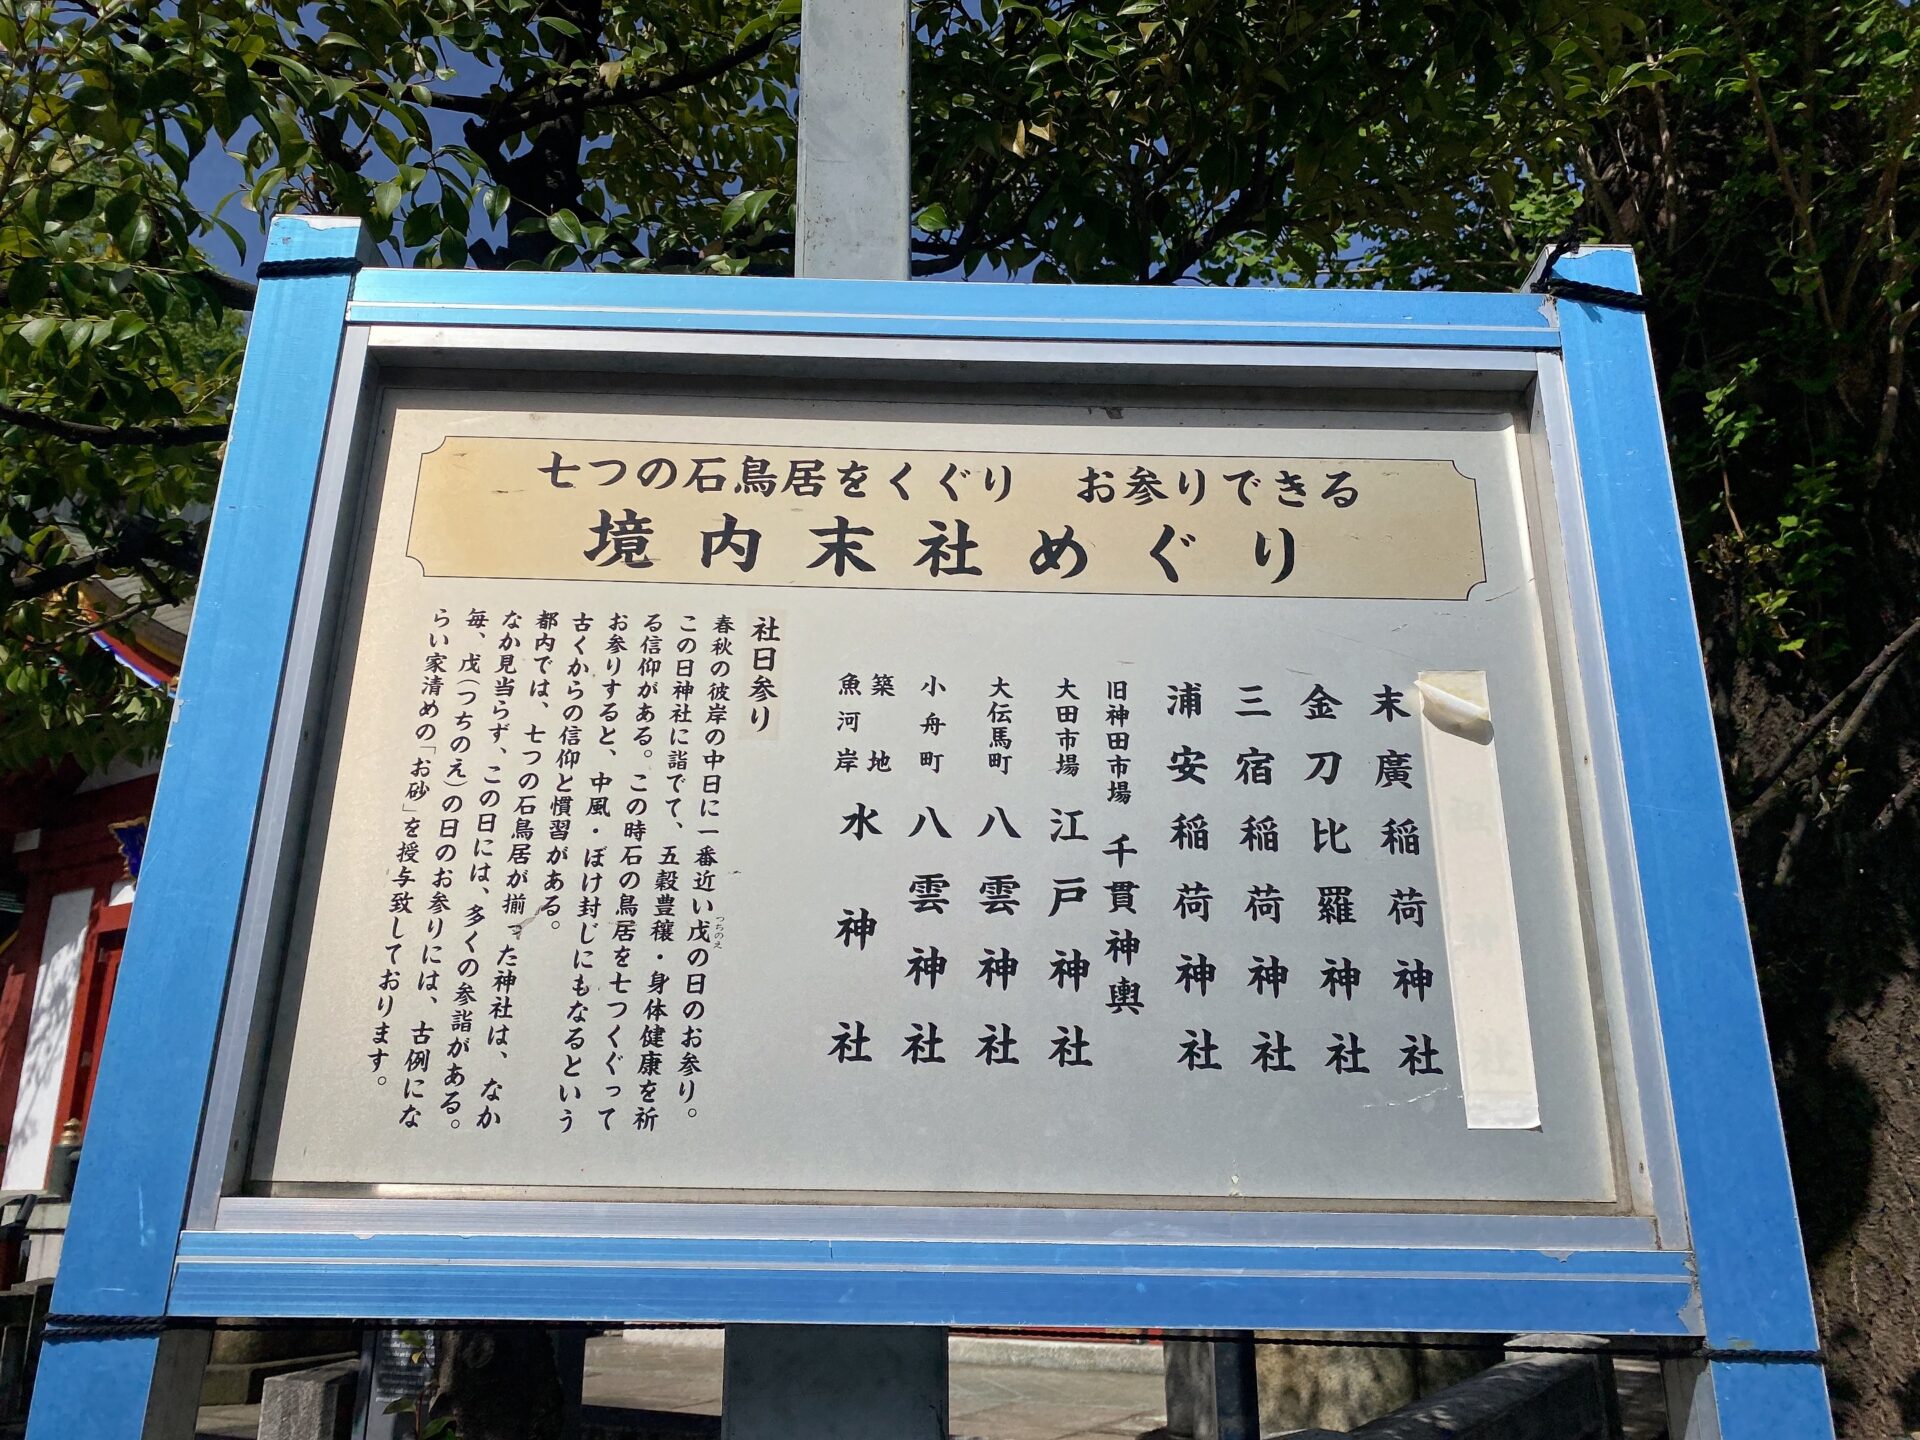 七つの石鳥居をくぐり　お参りできる
境内末社めぐり
末廣稲荷神社
金刀比羅神社
三宿稲荷神社
浦安稲荷神社
旧神田市場　千貫神輿
大田市場　江戸神社
大伝馬町　八雲神社
小舟町　八雲神社
築地
魚河岸　水神社
社日参り
春秋の彼岸の中日に一番近い戊の日のお参り。
つちのえ
この日神社に詣でて、五穀豊穣・身体健康を祈
る信仰がある。この時石の鳥居を七つくぐって
お参りすると、中風・ぼけ封じにもなるという
古くからの信仰と慣習がある。
都内では、七つの石鳥居が揃った神社は、なか
なか見当らず、この日には、多くの参詣がある。
毎、戊（つちのえ）の日のお参りには、古例にな
らい家清めの「お砂」を授与致しております。